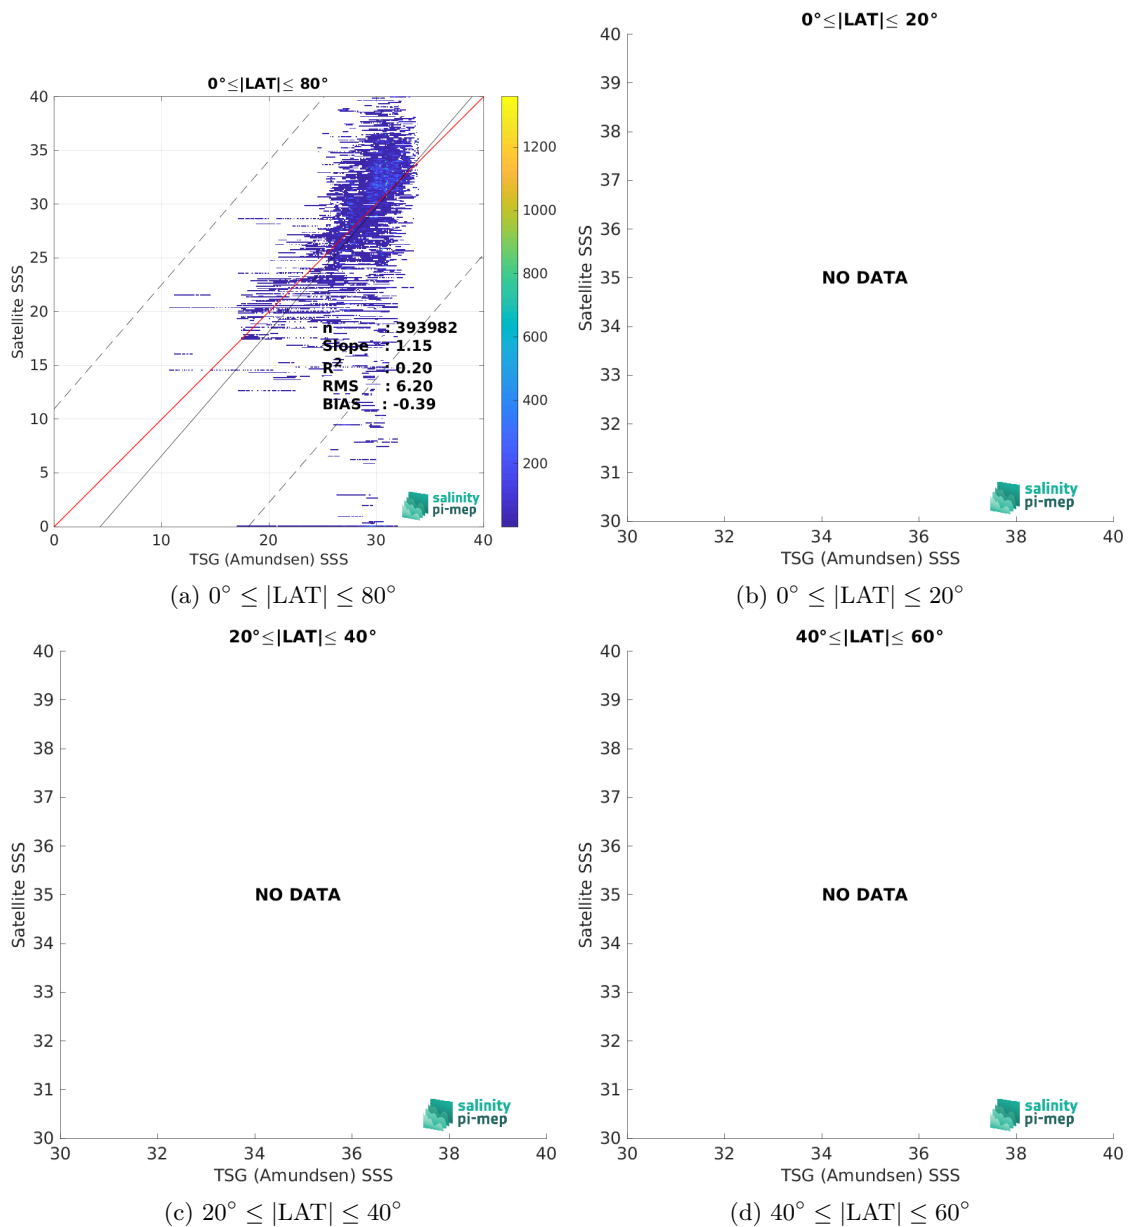 0°≤|LAT|≤ 80°
40
35
30
25
20
15
10
5
0
0
10
20
30
40
Satellite SSS
TSG (Amundsen) SSS
n : 393982
Slope : 1.15
R² : 0.20
RMS : 6.20
BIAS : -0.39
salinity
pi-mep
1200
1000
800
600
400
200
(a) 0° ≤ |LAT| ≤ 80°
0°≤|LAT|≤ 20°
40
39
38
37
36
35
34
33
32
31
30
30
32
34
36
38
40
Satellite SSS
NO DATA
salinity
pi-mep
TSG (Amundsen) SSS
(b) 0° ≤ |LAT| ≤ 20°
20°≤|LAT|≤ 40°
40
39
38
37
36
35
34
33
32
31
30
30
32
34
36
38
40
Satellite SSS
NO DATA
salinity
pi-mep
TSG (Amundsen) SSS
(c) 20° ≤ |LAT| ≤ 40°
40°≤|LAT|≤ 60°
40
39
38
37
36
35
34
33
32
31
30
30
32
34
36
38
40
Satellite SSS
NO DATA
salinity
pi-mep
TSG (Amundsen) SSS
(d) 40° ≤ |LAT| ≤ 60°